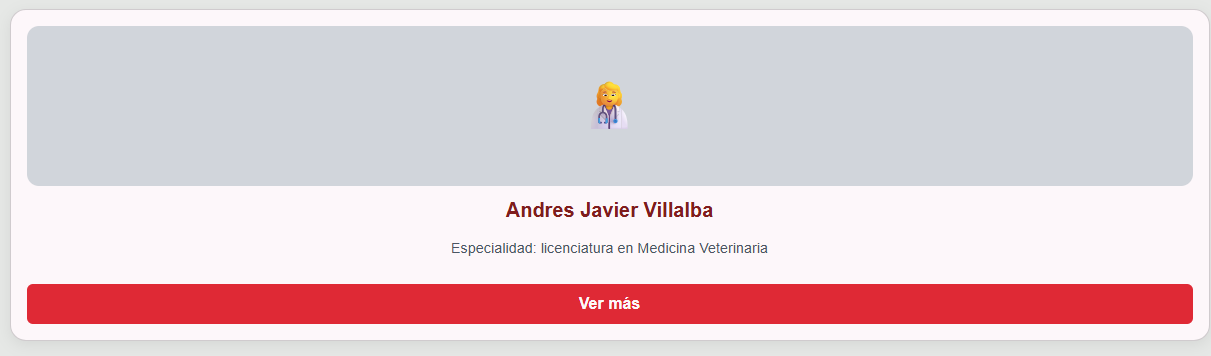 Andres Javier Villalba
Especialidad: licenciatura en Medicina Veterinaria
Ver más